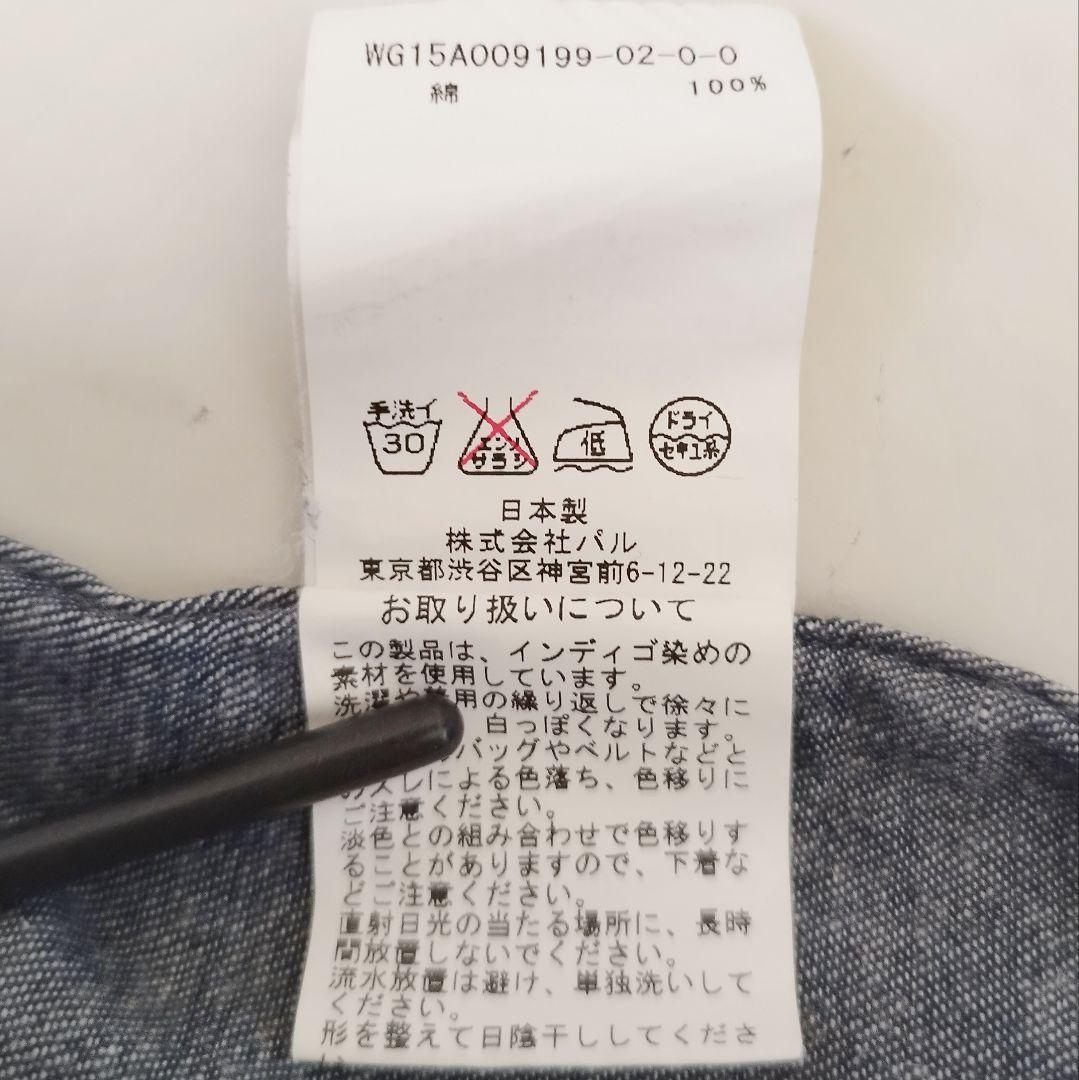 WG15A009199-02-0-0
綿 100%
手洗イ
30
エンソ
サラシ
低
ドライ
セキユ系
日本製
株式会社パル
東京都渋谷区神宮前6-12-22
お取り扱いについて
この製品は、インディゴ染めの
素材を使用しています。
洗濯や着用の繰り返しで徐々に
白っぽくなります。
バッグやベルトなどと
のスレによる色落ち、色移りに
ご注意ください。
淡色との組み合わせで色移りす
ることがありますので、下着な
どご注意ください。
直射日光の当たる場所に、長時
間放置しないでください。
流水放置は避け、単独洗いして
ください。
形を整えて日陰干ししてくださ
い